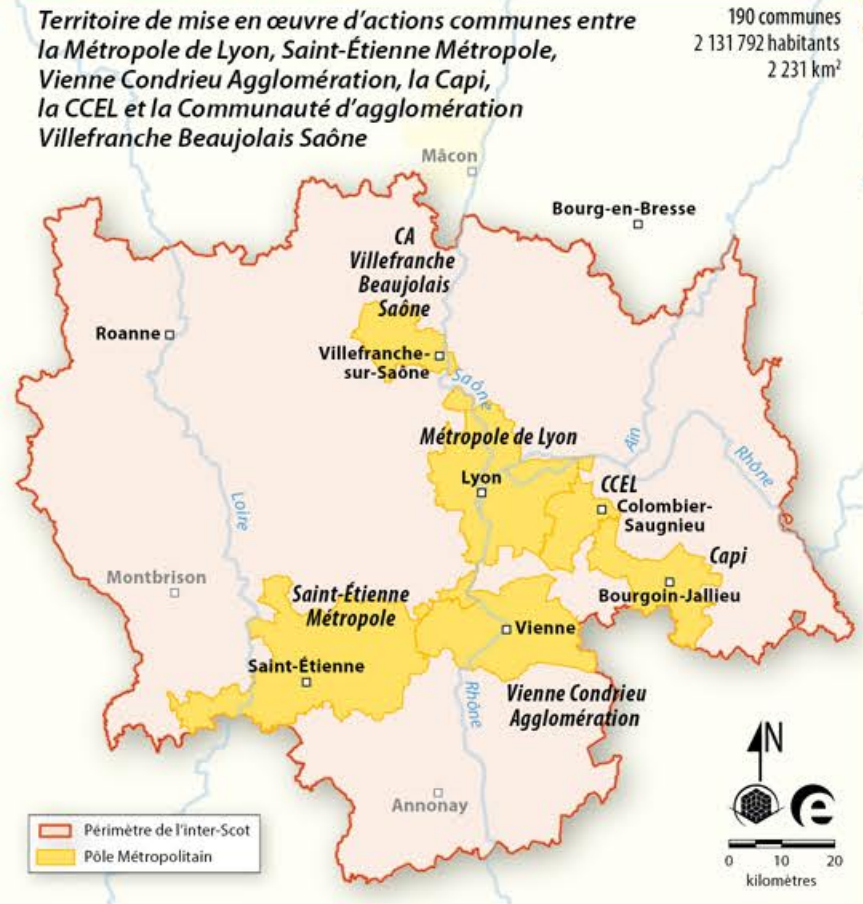 Territoire de mise en œuvre d'actions communes entre
la Métropole de Lyon, Saint-Étienne Métropole,
Vienne Condrieu Agglomération, la Capi,
la CCEL et la Communauté d'agglomération
Villefranche Beaujolais Saône
190 communes
2 131 792 habitants
2 231 km²
Mâcon
Bourg-en-Bresse
CA
Villefranche
Beaujolais
Saône
Roanne
Villefranche-
sur-Saône
Saône
Métropole de Lyon
Ain
Rhône
Lyon
CCEL
Colombier-
Saugnieu
Loire
Capi
Montbrison
Saint-Étienne
Métropole
Bourgoin-Jallieu
Vienne
Saint-Étienne
Rhône
Vienne Condrieu
Agglomération
N
Annonay
e
Périmètre de l'inter-Scot
Pôle Métropolitain
0 10 20
kilomètres